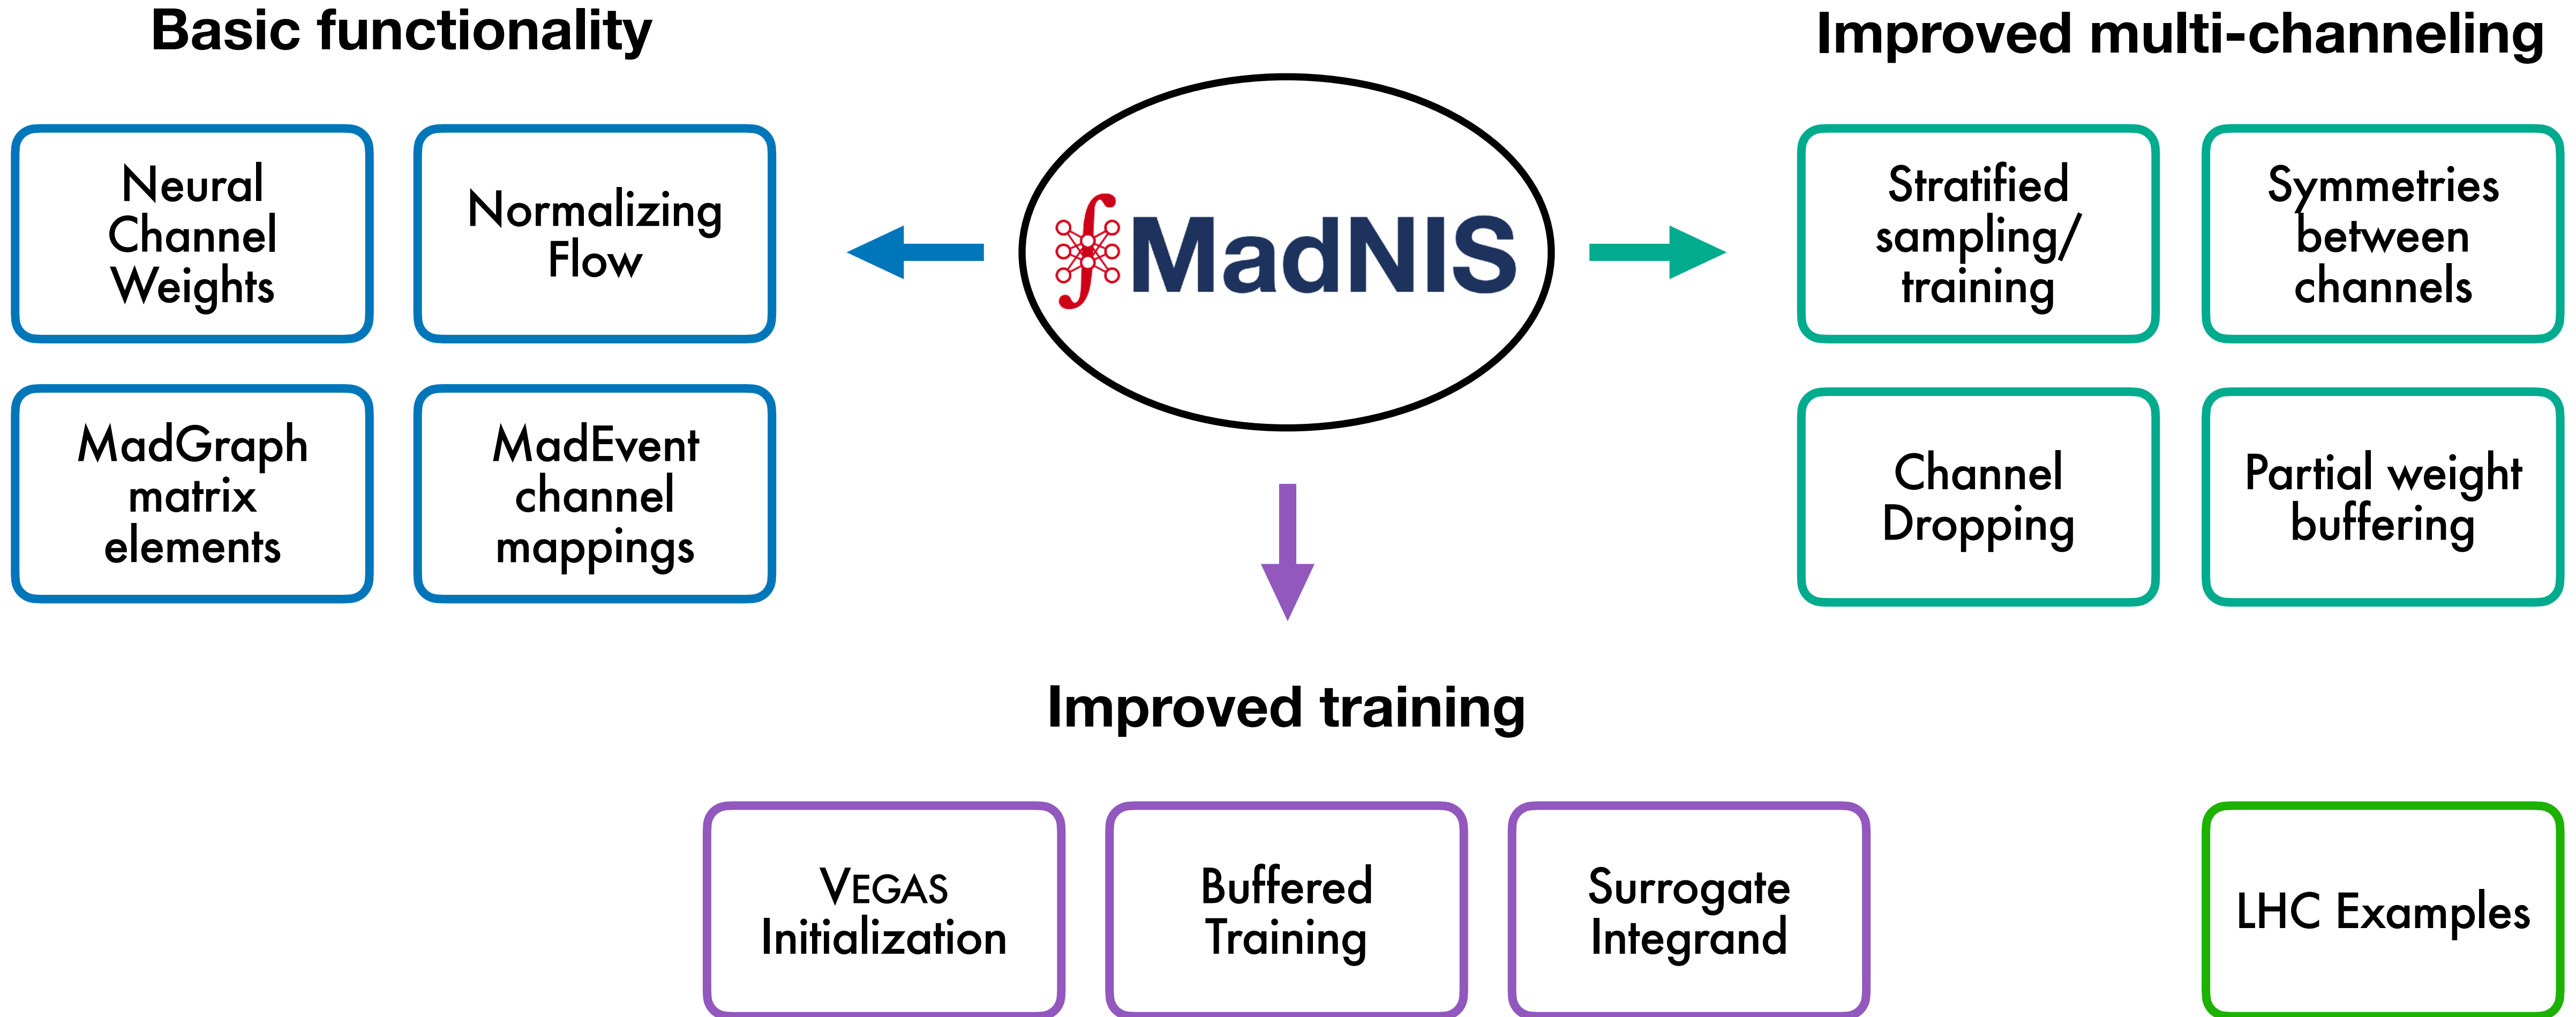 Basic functionality
Neural
Channel
Weights
Normalizing
Flow
MadGraph
matrix
elements
MadEvent
channel
mappings
MadNIS
Improved multi-channeling
Stratified
sampling/
training
Symmetries
between
channels
Channel
Dropping
Partial weight
buffering
Improved training
VEGAS
Initialization
Buffered
Training
Surrogate
Integrand
LHC Examples